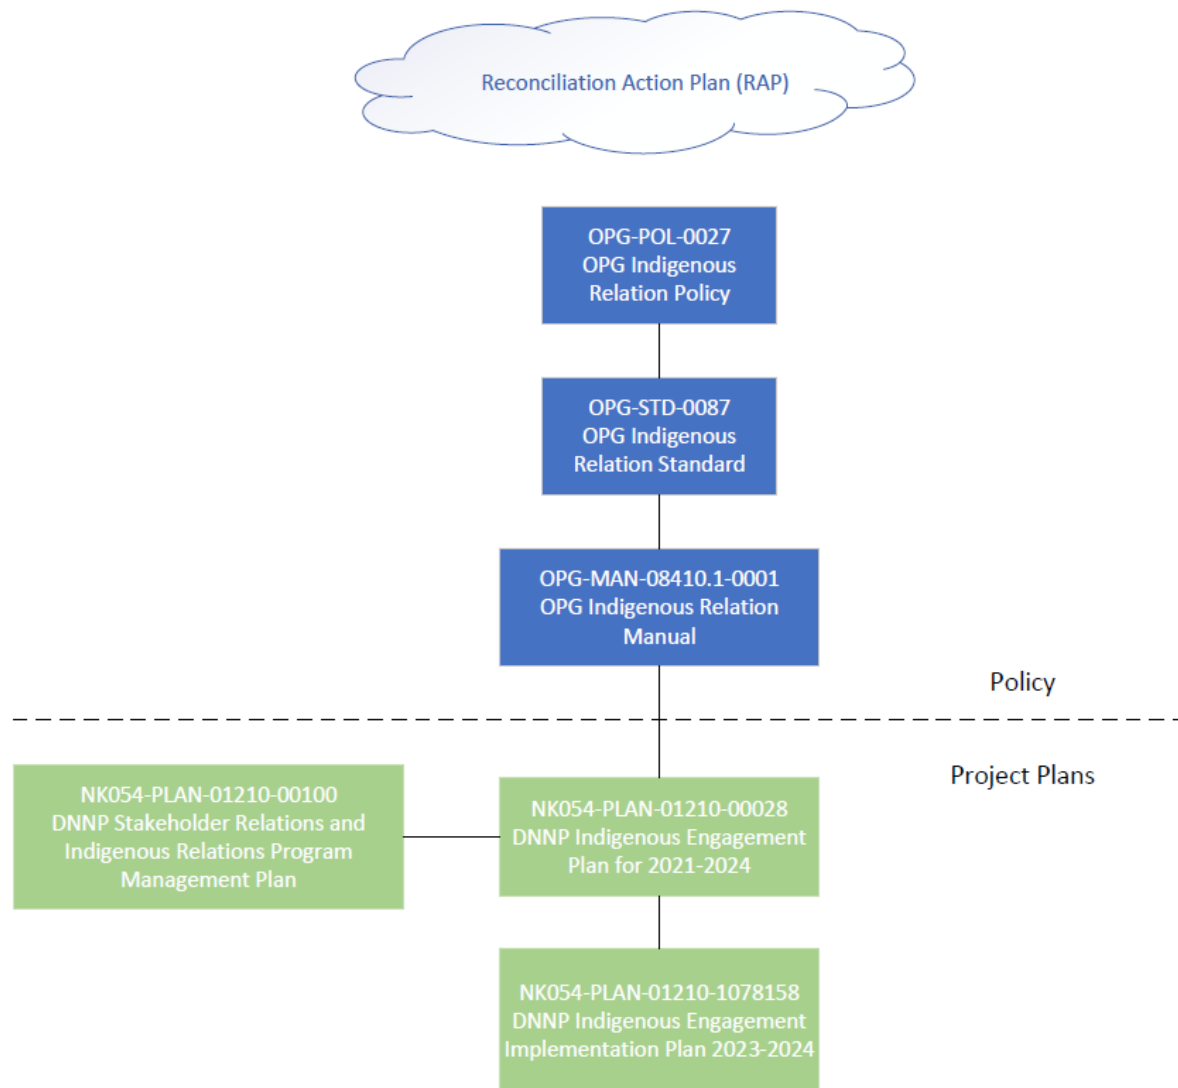 Reconciliation Action Plan (RAP)
OPG-POL-0027
OPG Indigenous
Relation Policy
OPG-STD-0087
OPG Indigenous
Relation Standard
OPG-MAN-08410.1-0001
OPG Indigenous Relation
Manual
Policy
Project Plans
NK054-PLAN-01210-00100
DNNP Stakeholder Relations and
Indigenous Relations Program
Management Plan
NK054-PLAN-01210-00028
DNNP Indigenous Engagement
Plan for 2021-2024
NK054-PLAN-01210-1078158
DNNP Indigenous Engagement
Implementation Plan 2023-2024